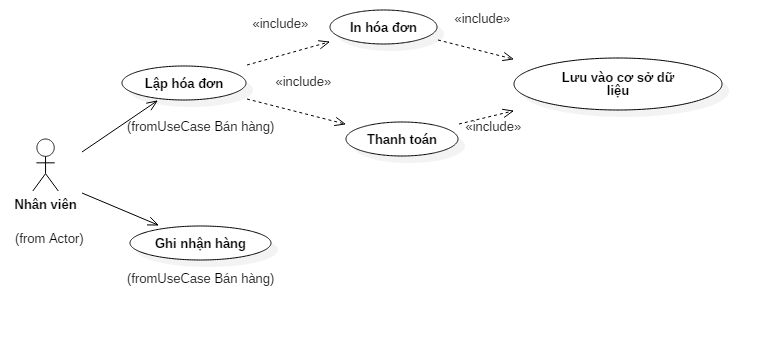 «include»
In hóa đơn
«include»
Lập hóa đơn
«include»
Lưu vào cơ sở dữ
liệu
(fromUseCase Bán hàng)
Thanh toán
«include»
Nhân viên
(from Actor)
Ghi nhận hàng
(fromUseCase Bán hàng)